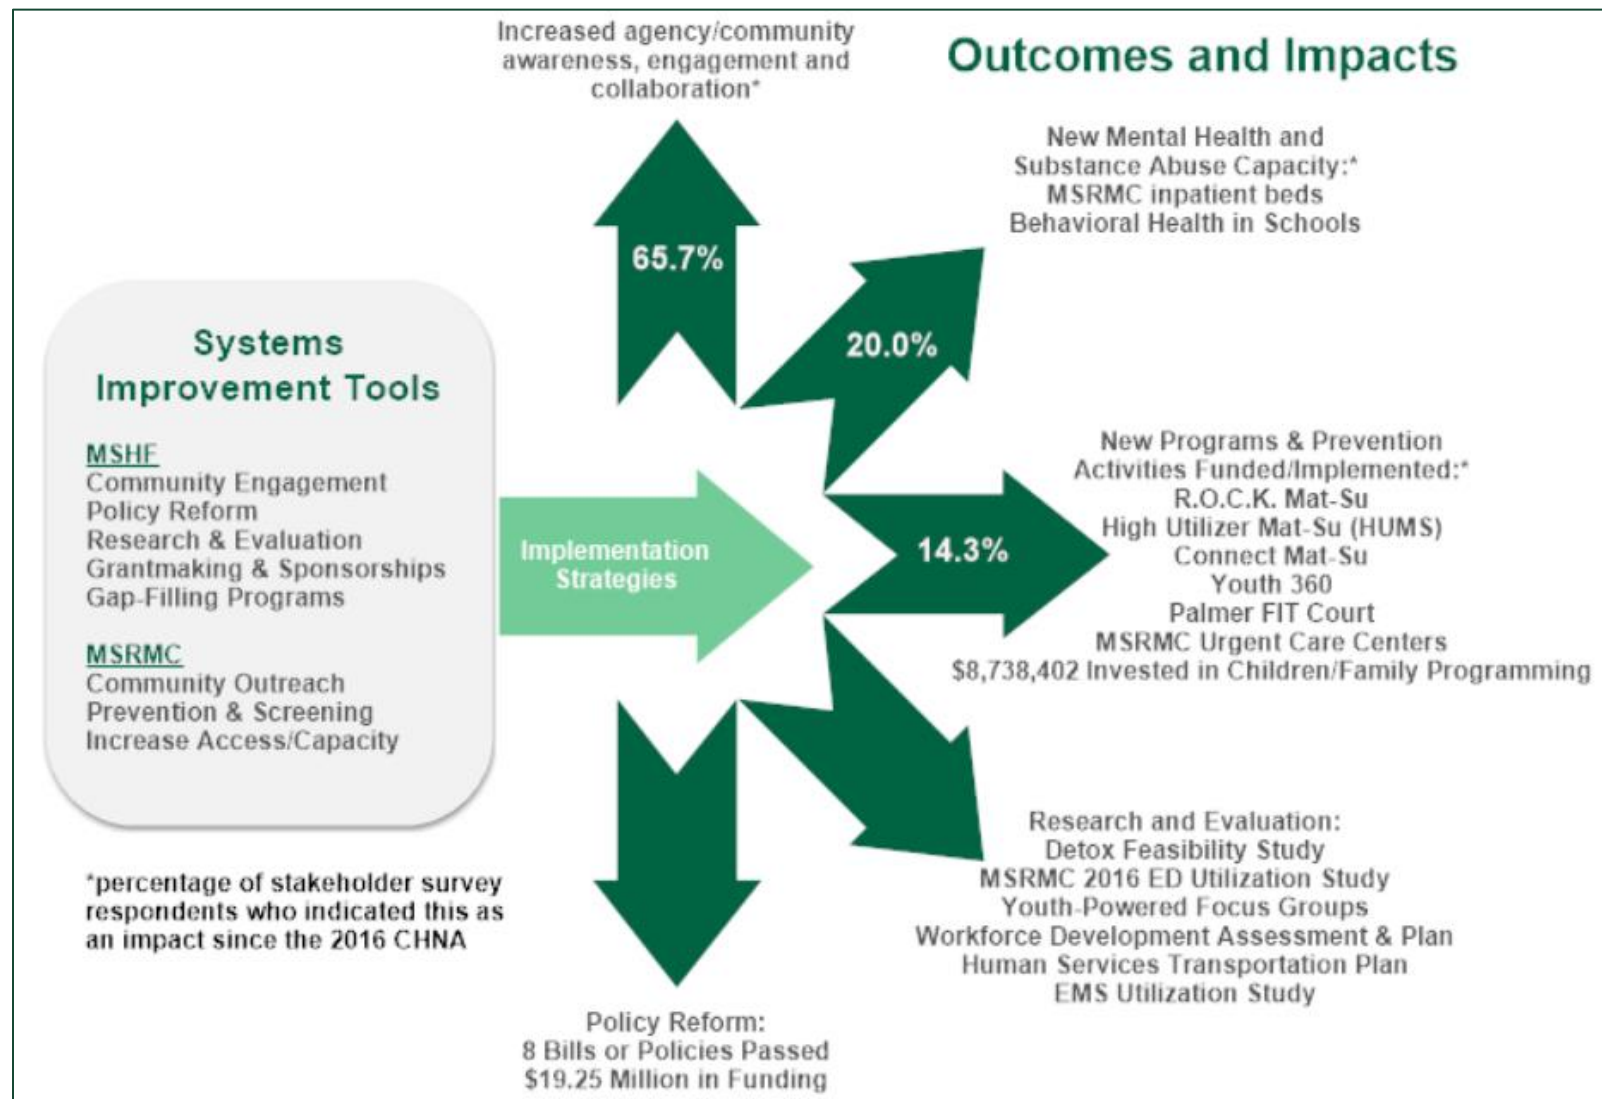 Increased agency/community
awareness, engagement and
collaboration*
Outcomes and Impacts
New Mental Health and
Substance Abuse Capacity:*
MSRMC inpatient beds
Behavioral Health in Schools
65.7%
20.0%
Systems
Improvement Tools
MSHF
Community Engagement
Policy Reform
Research & Evaluation
Grantmaking & Sponsorships
Gap-Filling Programs
MSRMC
Community Outreach
Prevention & Screening
Increase Access/Capacity
Implementation
Strategies
14.3%
New Programs & Prevention
Activities Funded/Implemented:*
R.O.C.K. Mat-Su
High Utilizer Mat-Su (HUMS)
Connect Mat-Su
Youth 360
Palmer FIT Court
MSRMC Urgent Care Centers
$8,738,402 Invested in Children/Family Programming
*percentage of stakeholder survey
respondents who indicated this as
an impact since the 2016 CHNA
Research and Evaluation:
Detox Feasibility Study
MSRMC 2016 ED Utilization Study
Youth-Powered Focus Groups
Workforce Development Assessment & Plan
Human Services Transportation Plan
EMS Utilization Study
Policy Reform:
8 Bills or Policies Passed
$19.25 Million in Funding